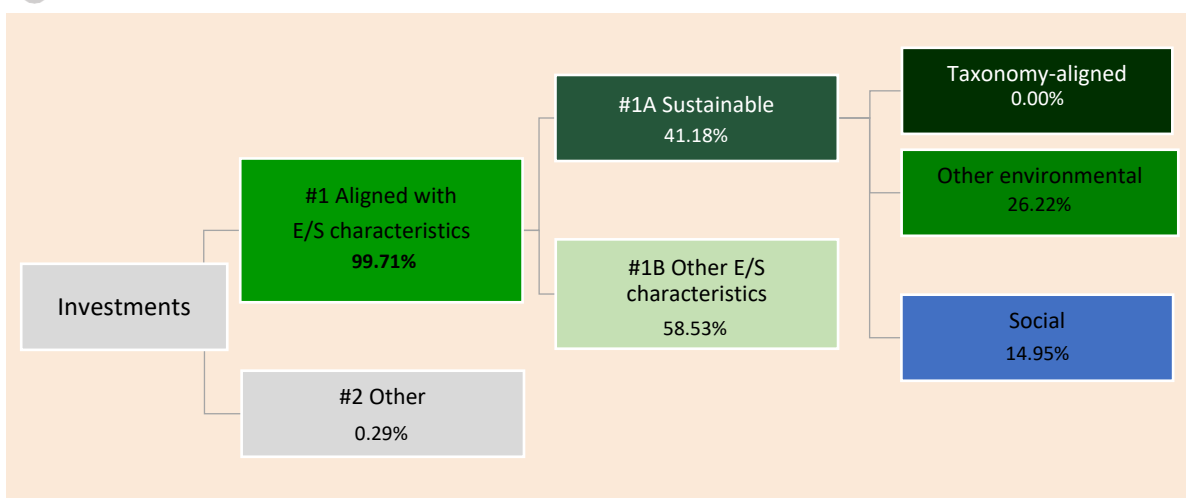 Investments
#1 Aligned with
E/S characteristics
99.71%
#2 Other
0.29%
#1A Sustainable
41.18%
#1B Other E/S
characteristics
58.53%
Taxonomy-aligned
0.00%
Other environmental
26.22%
Social
14.95%